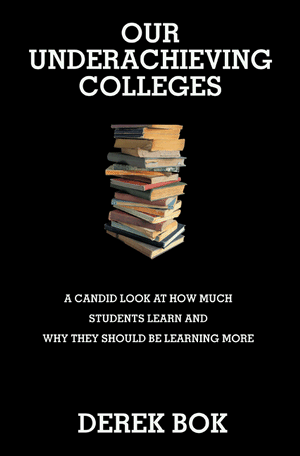 OUR
UNDERACHIEVING
COLLEGES
A CANDID LOOK AT HOW MUCH
STUDENTS LEARN AND
WHY THEY SHOULD BE LEARNING MORE
DEREK BOK